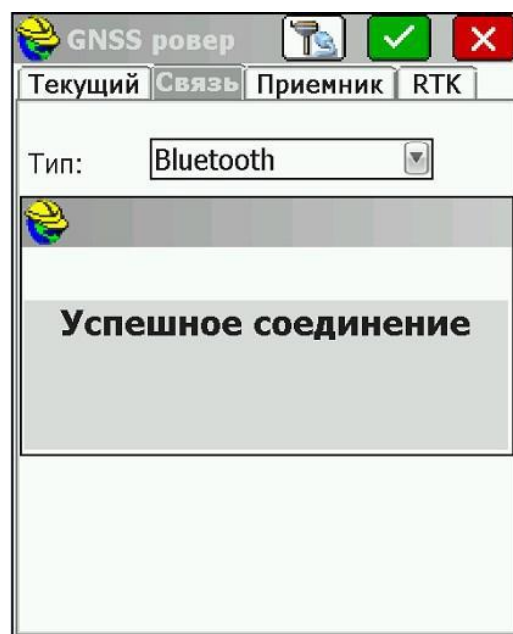 GNSS ровер
Текущий Связь Приемник RTK
Тип: Bluetooth
Успешное соединение